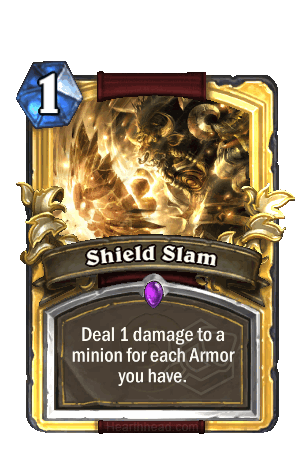 1
Shield Slam
Deal 1 damage to a
minion for each Armor
you have.
Hearthhead.com